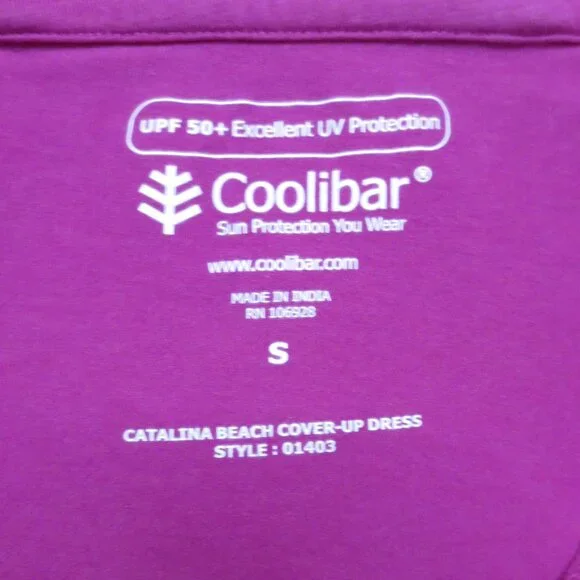 UPF 50+ Excellent UV Protection
Coolibar®
Sun Protection You Wear
www.coolibar.com
MADE IN INDIA
RN 106928
S
CATALINA BEACH COVER-UP DRESS
STYLE : 01403